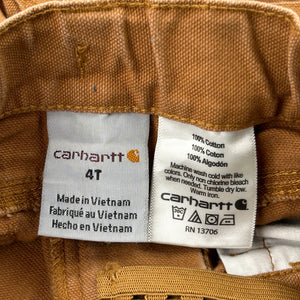 carhartt
4T
Made in Vietnam
Fabriqué au Vietnam
Hecho en Vietnam
100% Cotton
100% Coton
100% Algodón
Machine wash cold with like
colors. Only non chlorine bleach
when needed. Tumble dry low.
Warm iron.
carhartt
RN 13706